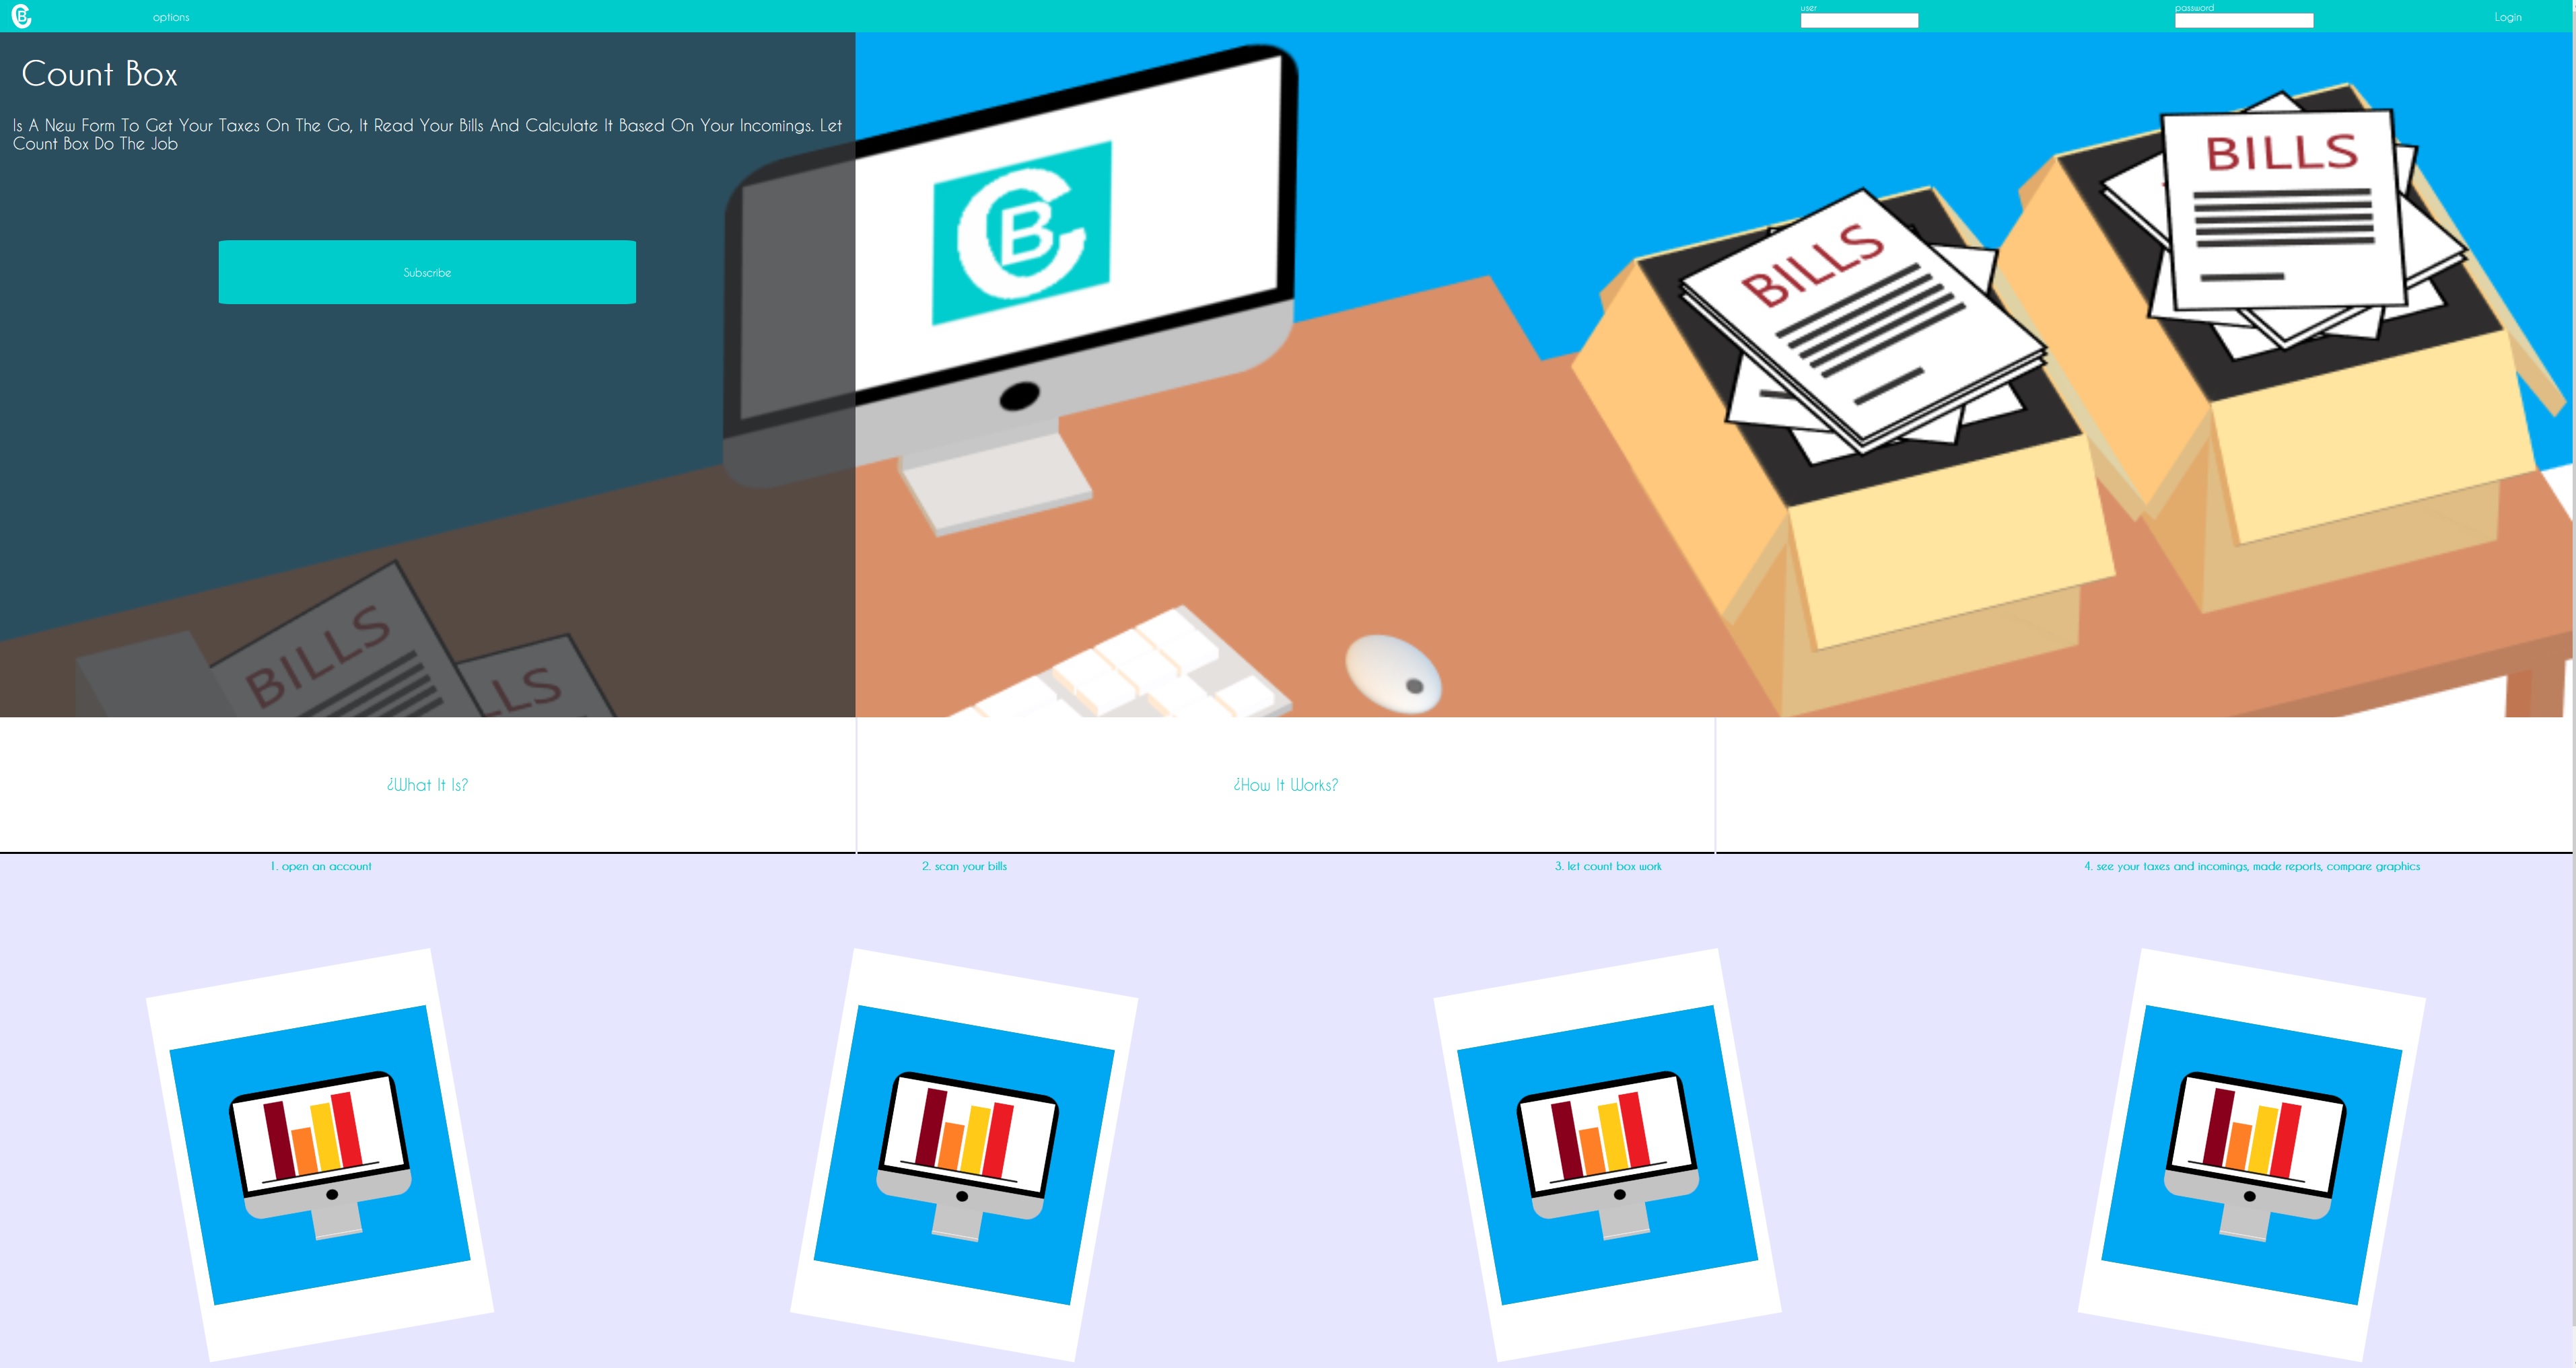 CB
options
user
password
Login
Count Box
Is A New Form To Get Your Taxes On The Go, It Read Your Bills And Calculate It Based On Your Incomings. Let
Count Box Do The Job
Subscribe
CB
BILLS
BILLS
BILLS
LLS
¿What It Is?
¿How It Works?
1. open an account
2. scan your bills
3. let count box work
4. see your taxes and incomings, made reports, compare graphics